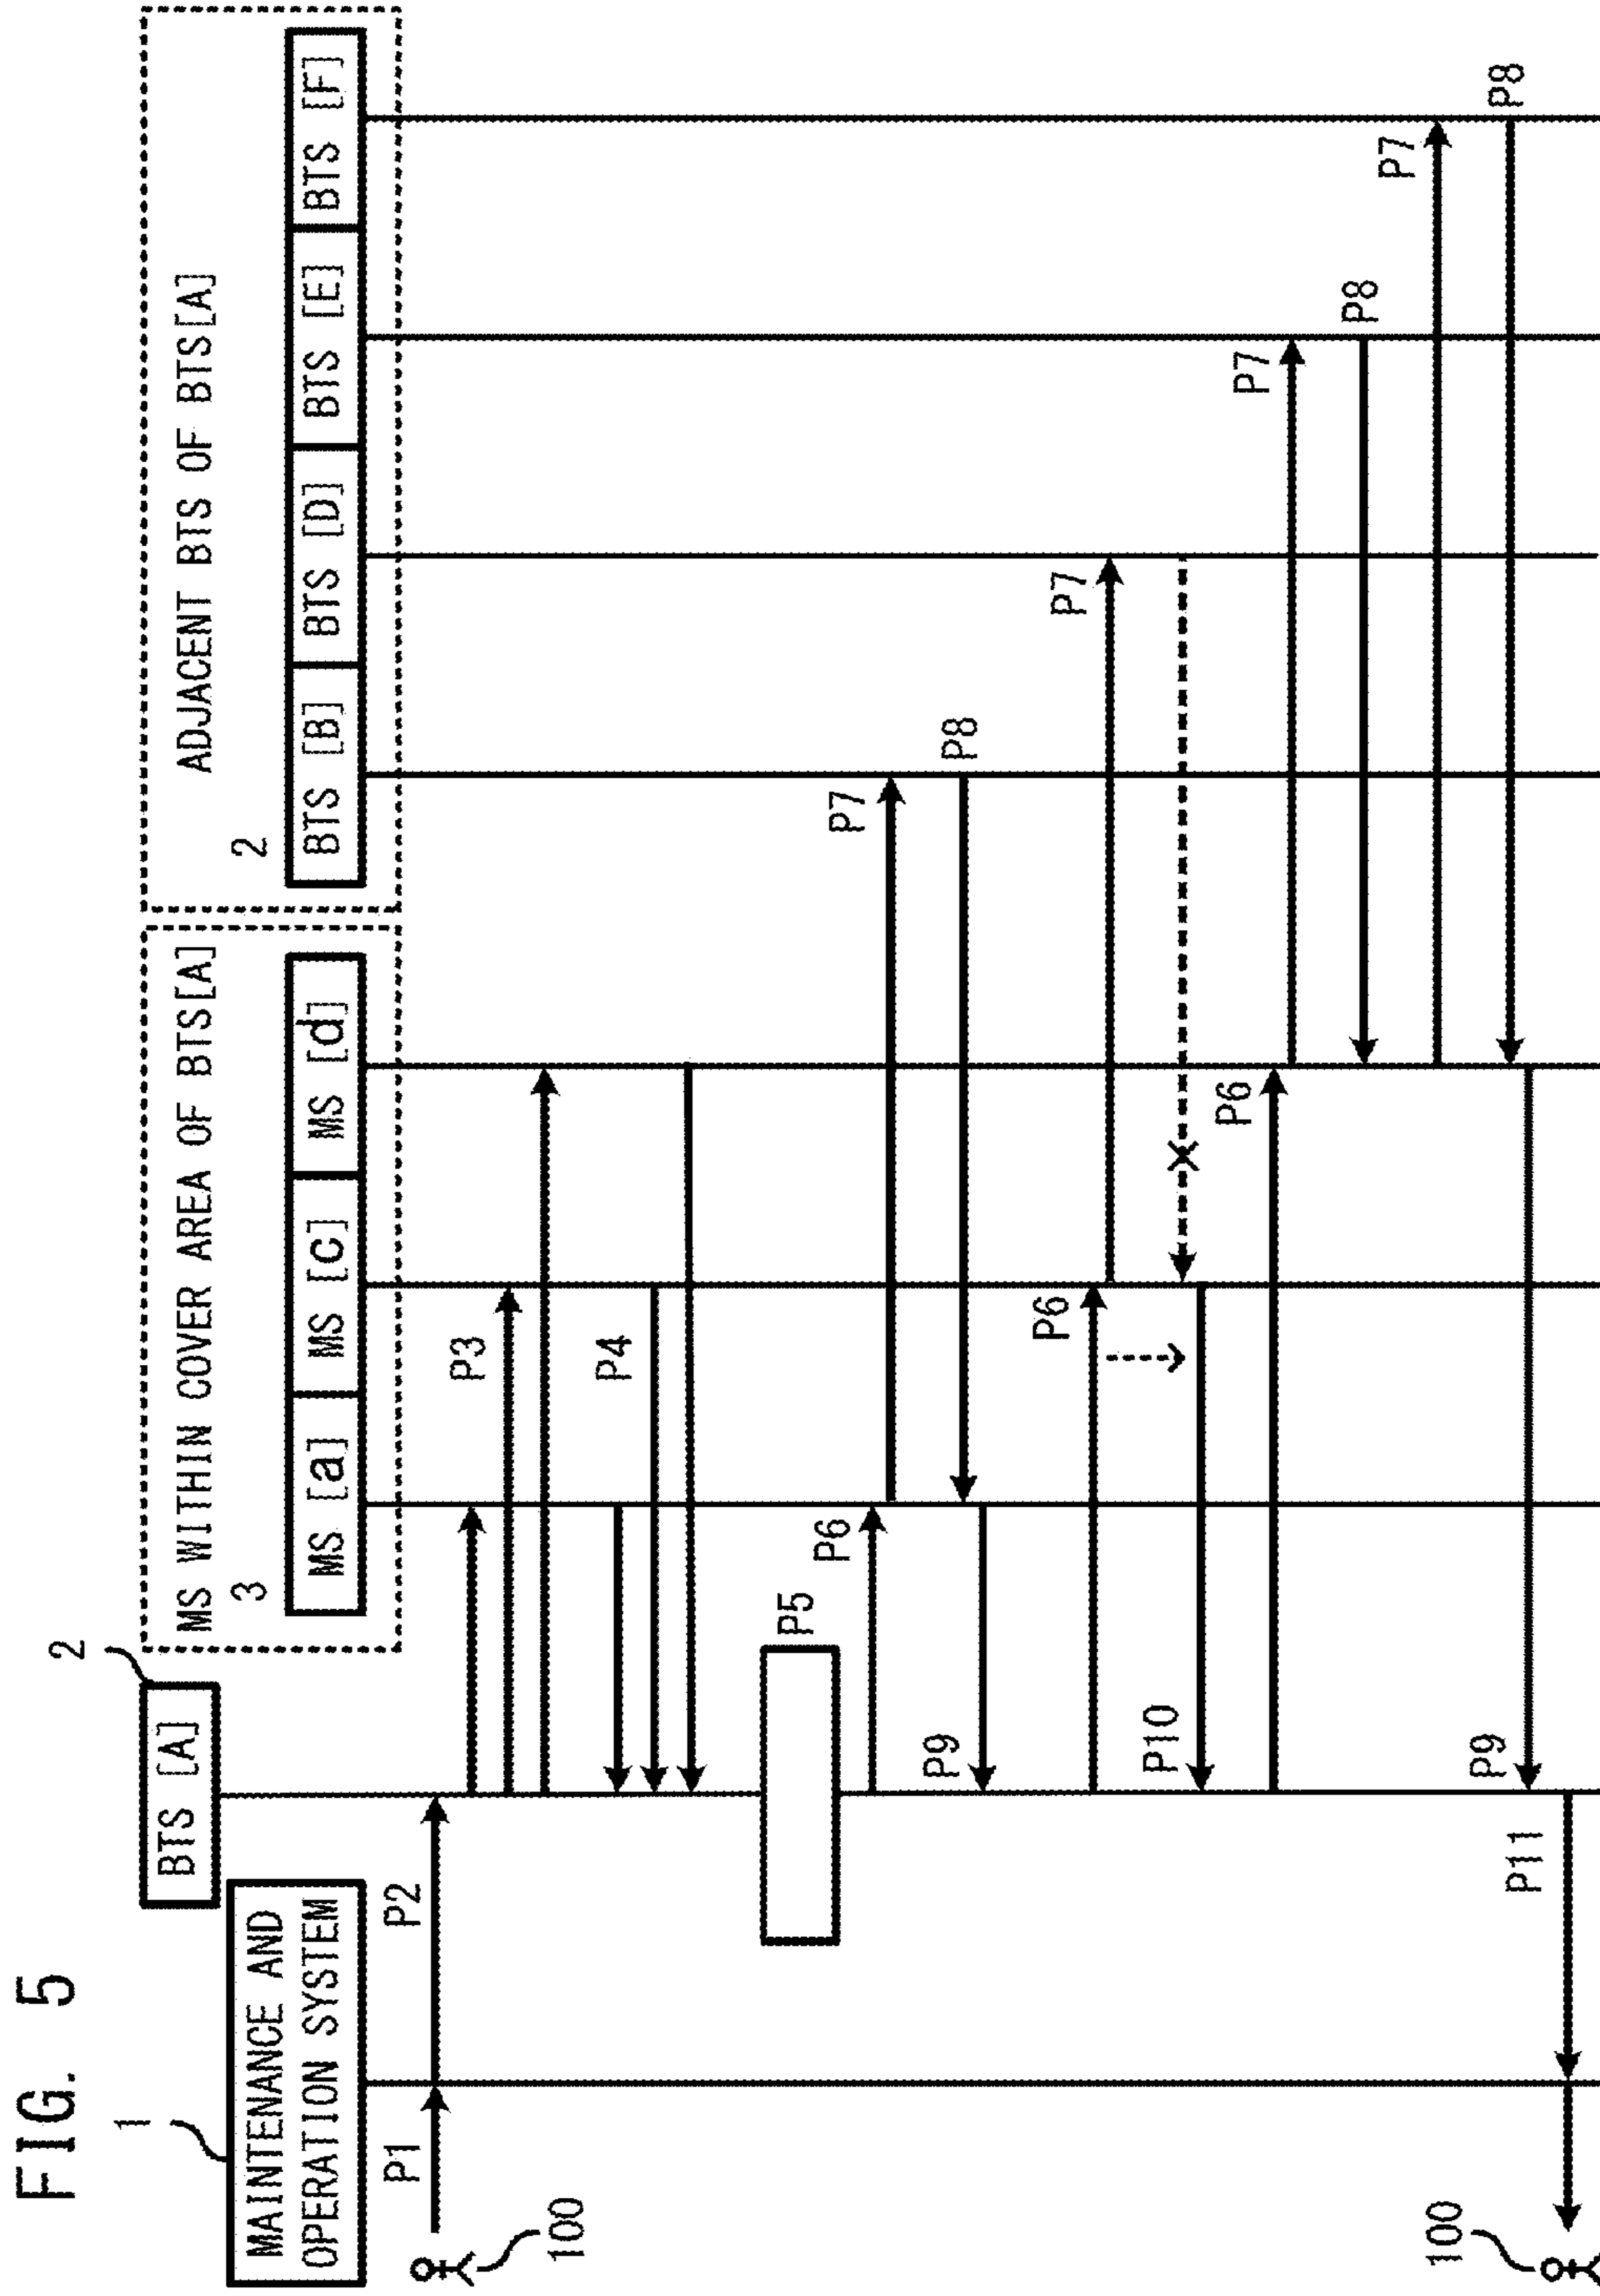 FIG. 5
1
MAINTENANCE AND
OPERATION SYSTEM
BTS [A]
2
MS WITHIN COVER AREA OF BTS[A]
3
MS [a]
MS [c]
MS [d]
ADJACENT BTS OF BTS[A]
2
BTS [B]
BTS [D]
BTS [E]
BTS [F]
100
P1
P2
P3
P4
P5
P6
P7
P8
P9
P6
P7
P10
P6
P7
P8
P7
P8
P9
P11
100